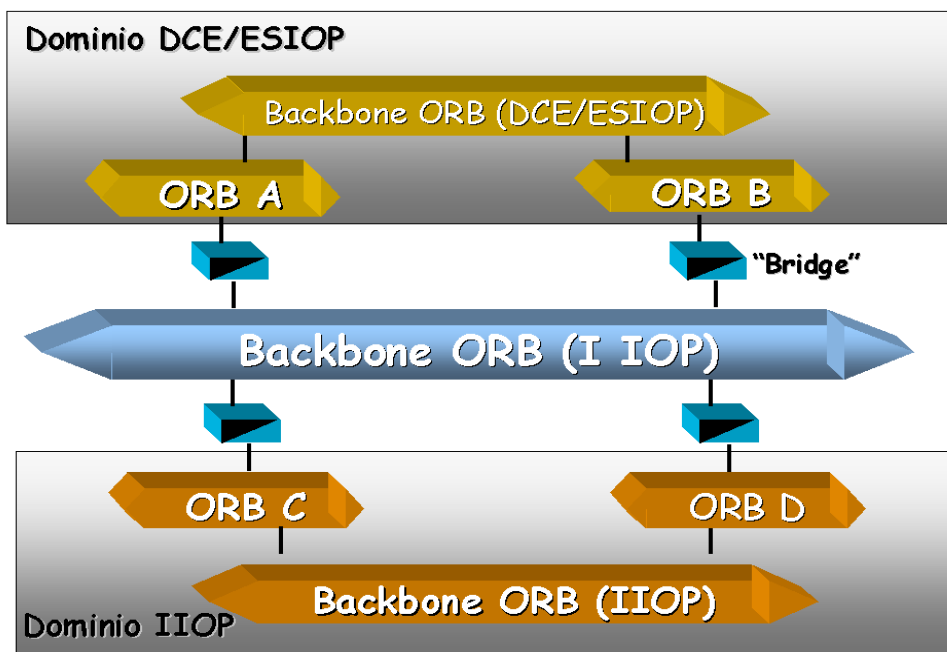 Dominio DCE/ESIOP
Backbone ORB (DCE/ESIOP)
ORB A
ORB B
“Bridge”
Backbone ORB (I IOP)
ORB C
ORB D
Backbone ORB (IIOP)
Dominio IIOP